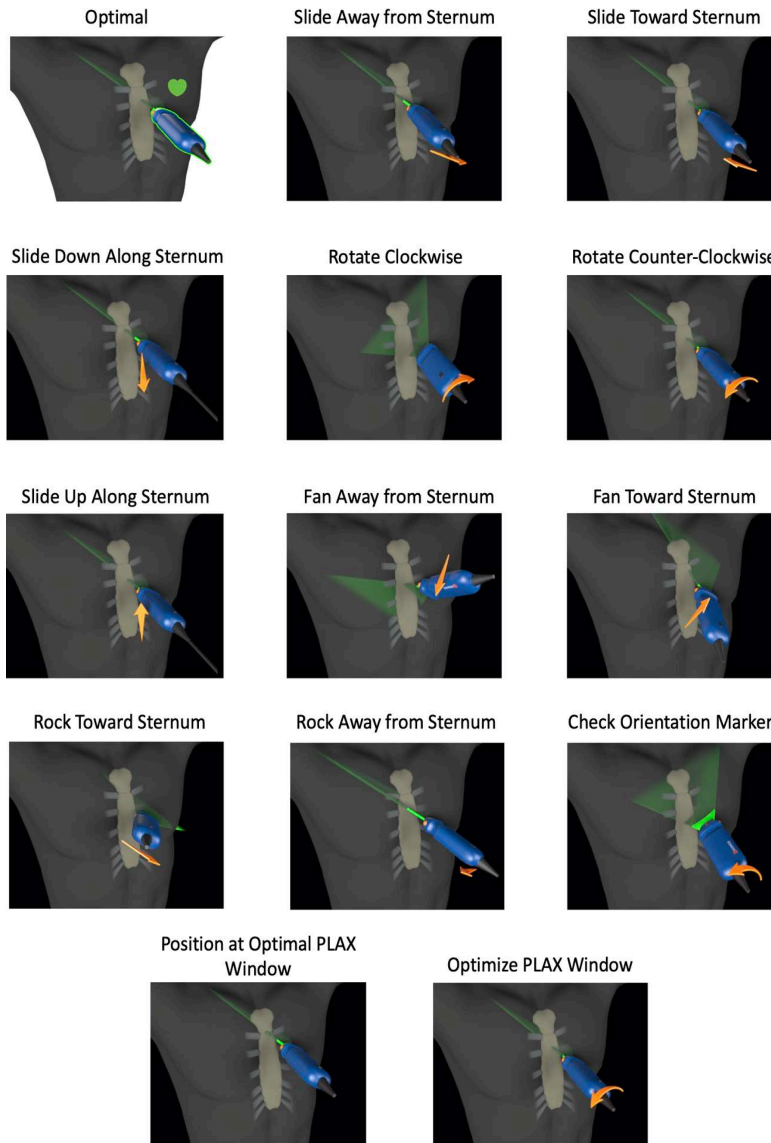 Optimal
Slide Away from Sternum
Slide Toward Sternum
Slide Down Along Sternum
Rotate Clockwise
Rotate Counter-Clockwise
Slide Up Along Sternum
Fan Away from Sternum
Fan Toward Sternum
Rock Toward Sternum
Rock Away from Sternum
Check Orientation Marker
Position at Optimal PLAX
Window
Optimize PLAX Window